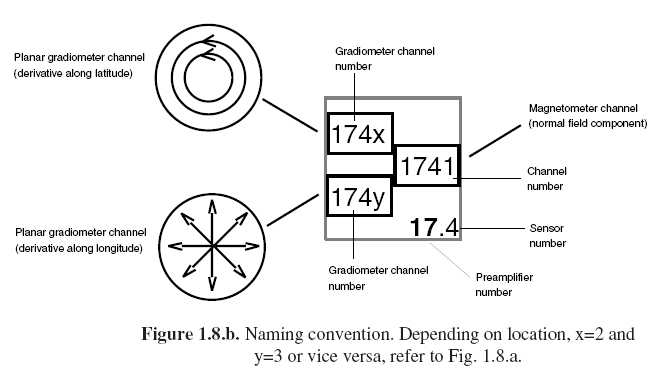 Planar gradiometer channel
(derivative along latitude)
Gradiometer channel
number
174x
Magnetometer channel
(normal field component)
1741
Channel
number
174y
17.4
Sensor
number
Planar gradiometer channel
(derivative along longitude)
Gradiometer channel
number
Preamplifier
number
Figure 1.8.b. Naming convention. Depending on location, x=2 and
y=3 or vice versa, refer to Fig. 1.8.a.